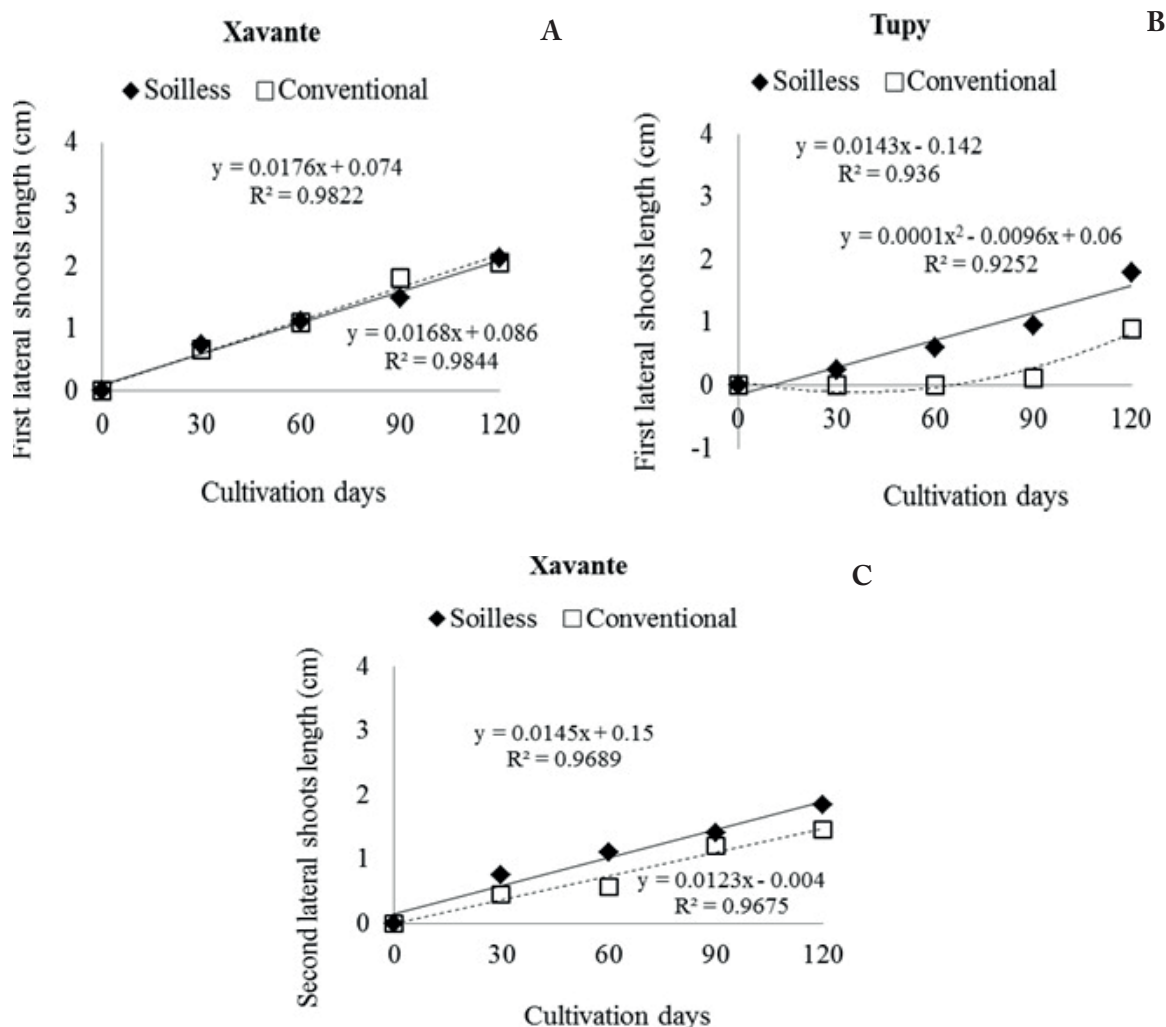 Xavante
A
◆ Soilless □ Conventional
First lateral shoots length (cm)
4
3
2
1
0
y = 0.0176x + 0.074
R² = 0.9822
y = 0.0168x + 0.086
R² = 0.9844
0 30 60 90 120
Cultivation days
Tupy
B
◆ Soilless □ Conventional
First lateral shoots length (cm)
4
3
2
1
0
-1
y = 0.0143x - 0.142
R² = 0.936
y = 0.0001x² - 0.0096x + 0.06
R² = 0.9252
0 30 60 90 120
Cultivation days
Xavante
C
◆ Soilless □ Conventional
Second lateral shoots length (cm)
4
3
2
1
0
y = 0.0145x + 0.15
R² = 0.9689
y = 0.0123x - 0.004
R² = 0.9675
0 30 60 90 120
Cultivation days